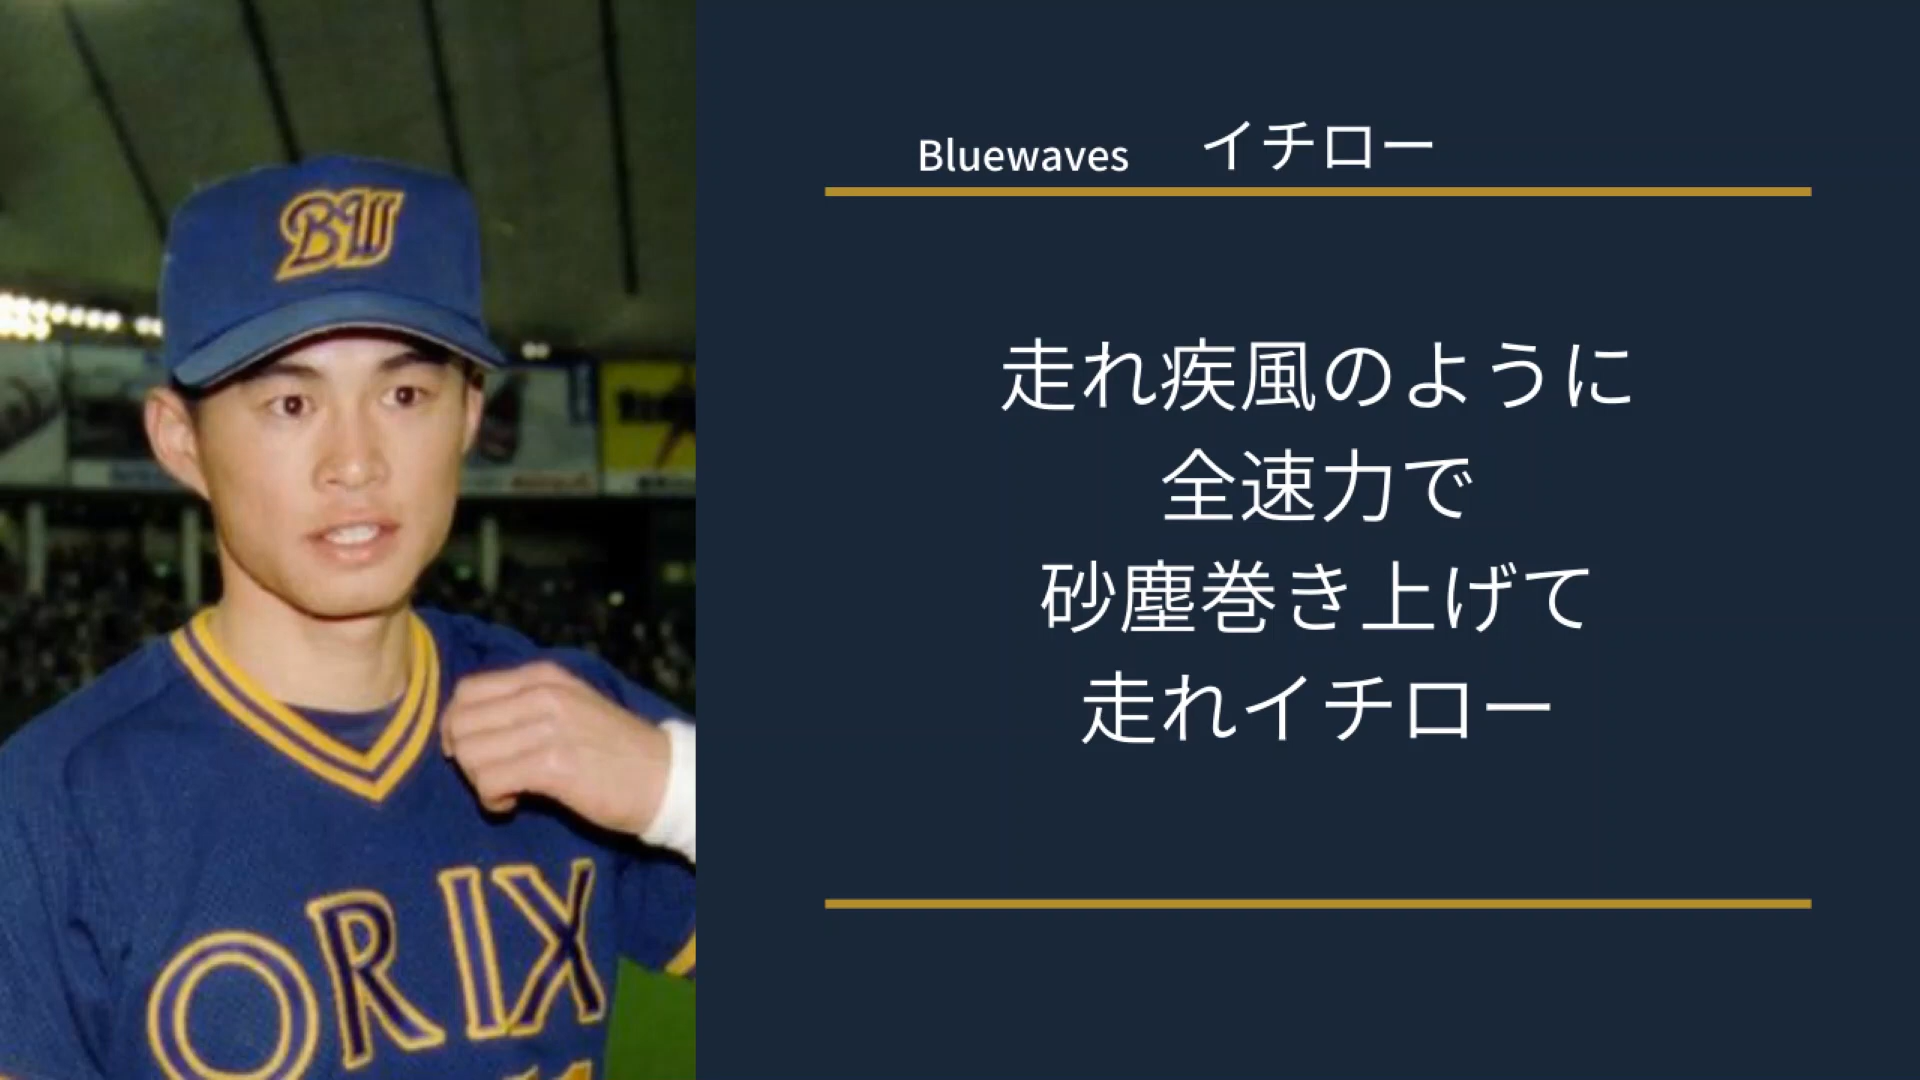 BW
ORIX
Bluewaves イチロー
走れ疾風のように
全速力で
砂塵巻き上げて
走れイチロー